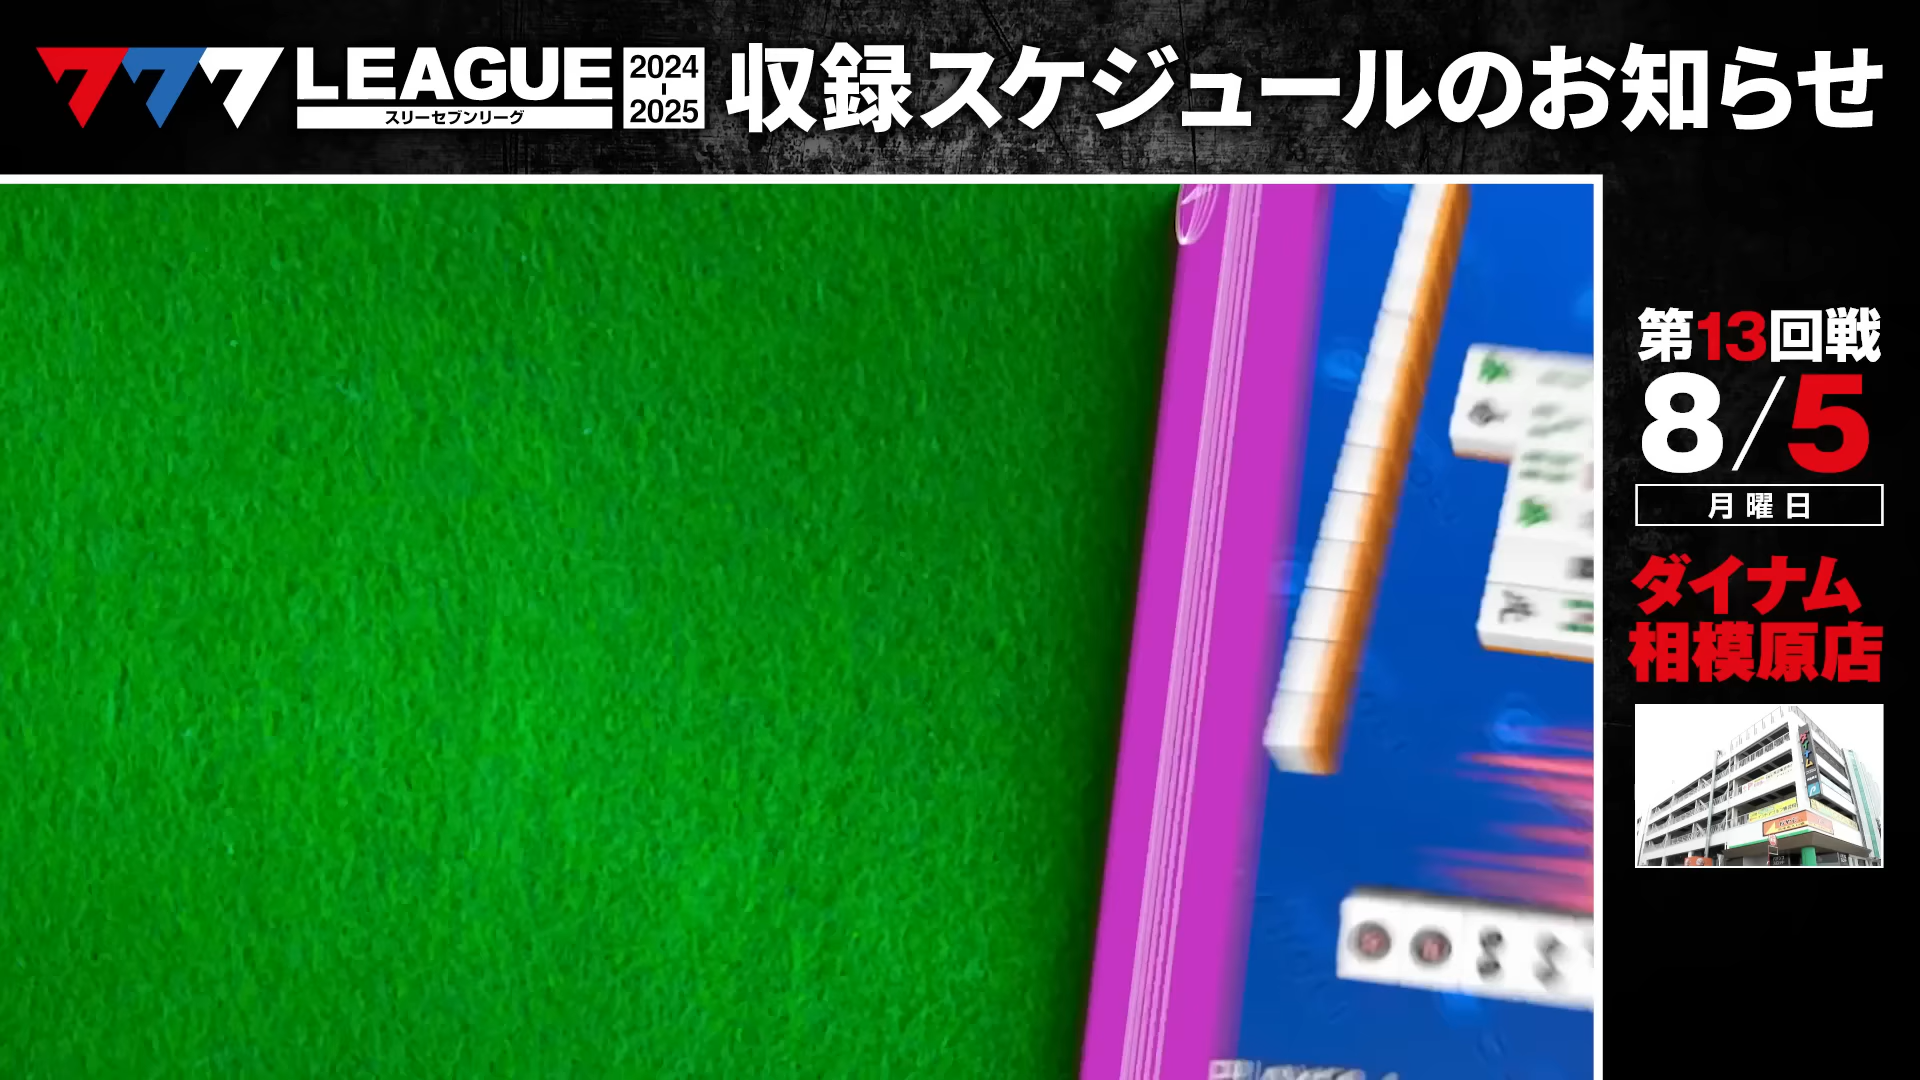 777 LEAGUE
スリーセブンリーグ
2024
-
2025
収録スケジュールのお知らせ
第13回戦
8/5
月曜日
ダイナム
相模原店